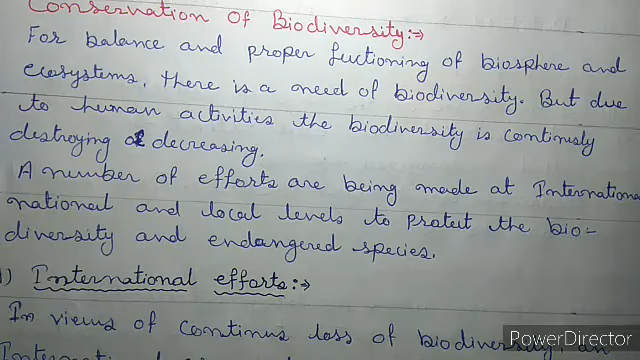 Conservation of Biodiversity:→
For balance and proper fuctioning of biosphere and
ecosystems, there is a need of biodiversity. But due
to human activities the biodiversity is continusly
destroying or decreasing.
A number of efforts are being made at Internationa
national and local levels to protect the bio-
diversity and endangered species.
1) International efforts:→
In views of continus loss of biodiversity, an
International
PowerDirector